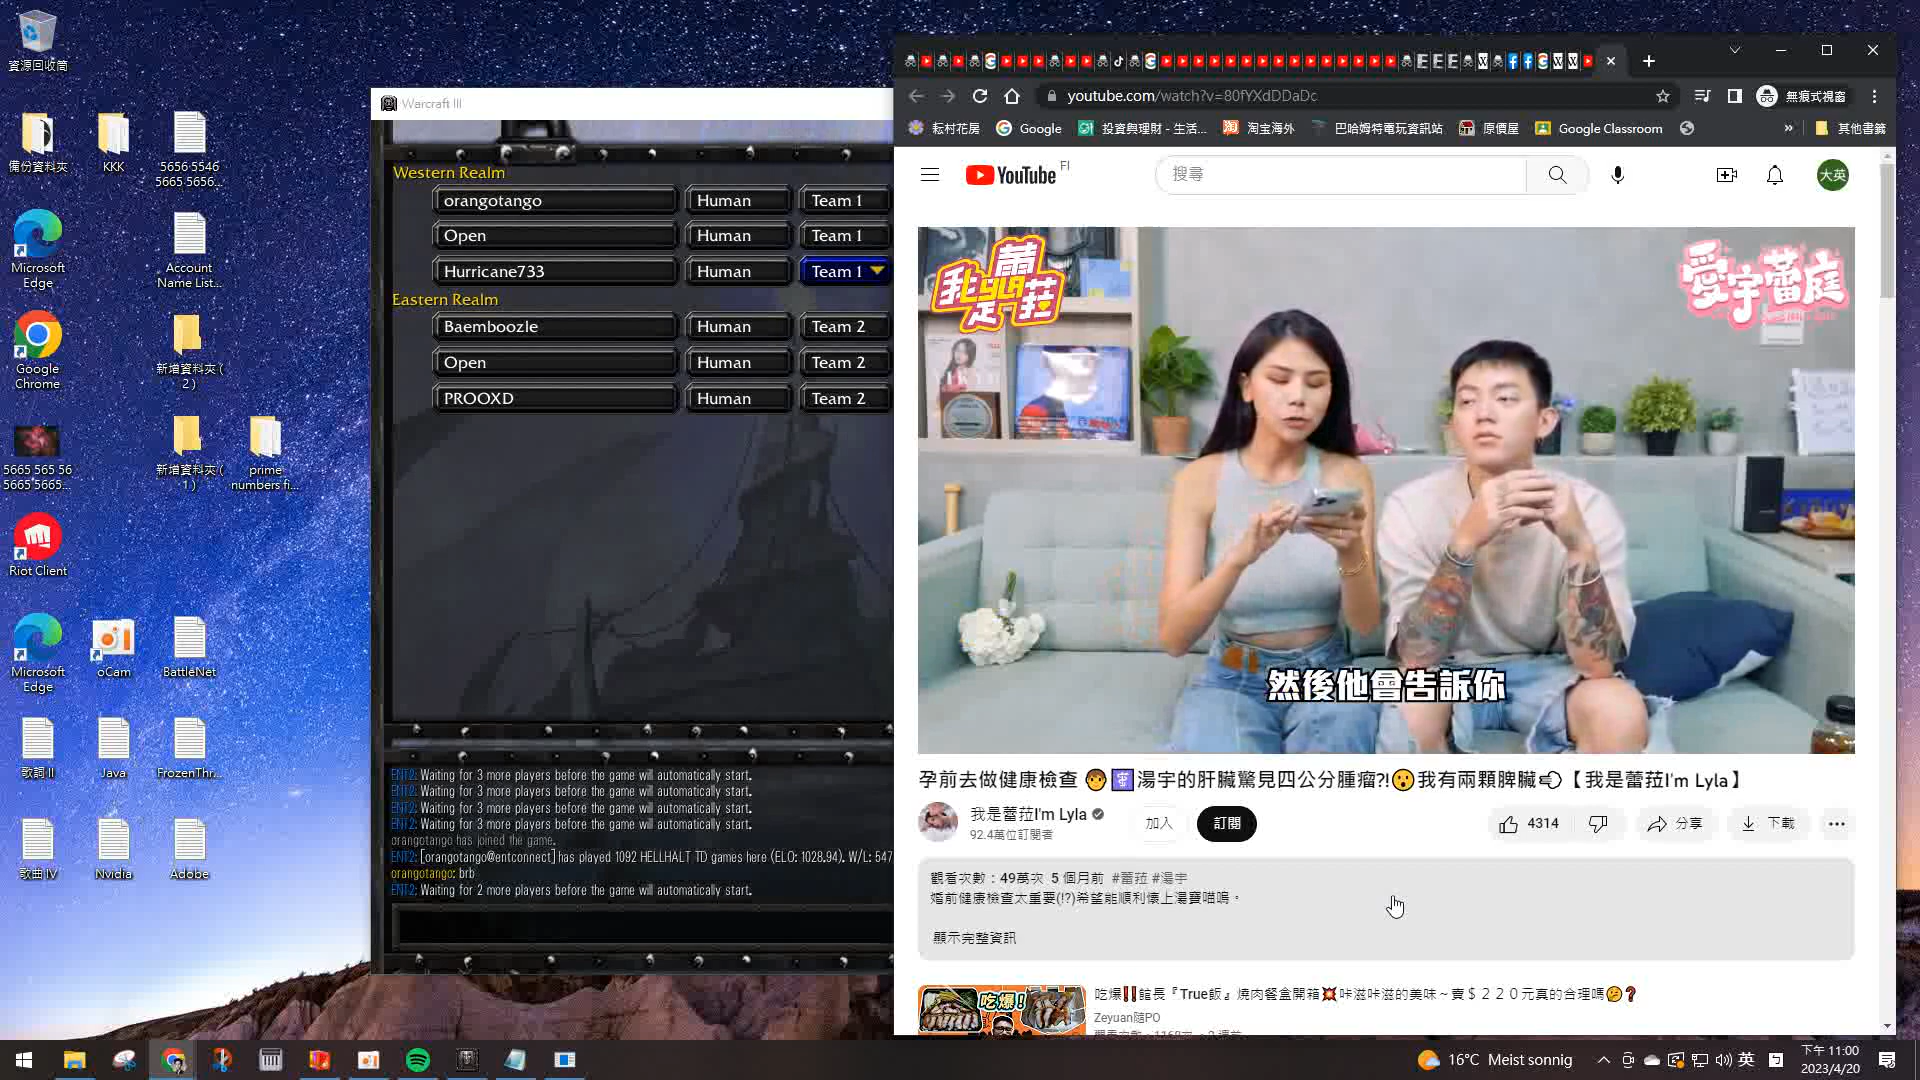 資源回收筒
備份資料夾
KKK
5656 5546
5665 5656...
Microsoft
Edge
Account
Name List...
Google
Chrome
新增資料夾 (
2 )
5665 565 56
5665 5665...
新增資料夾 (
1 )
prime
numbers fi...
Riot Client
Microsoft
Edge
oCam
BattleNet
歌詞 II
Java
FrozenThr...
歌曲 IV
Nvidia
Adobe
Warcraft III
Western Realm
orangotango Human Team 1
Open Human Team 1
Hurricane733 Human Team 1
Eastern Realm
Baemboozle Human Team 2
Open Human Team 2
PROOXD Human Team 2
ENT2: Waiting for 3 more players before the game will automatically start.
ENT2: Waiting for 3 more players before the game will automatically start.
ENT2: Waiting for 3 more players before the game will automatically start.
ENT2: Waiting for 3 more players before the game will automatically start.
orangotango has joined the game.
ENT2: [orangotango@entconnect] has played 1092 HELLHALT TD games here (ELO: 1028.94). W/L: 547
orangotango: brb
ENT2: Waiting for 2 more players before the game will automatically start.
youtube.com/watch?v=80fYXdDDaDc
無痕式視窗
耘村花房 Google 投資與理財 - 生活... 淘宝海外 巴哈姆特電玩資訊站 原價屋 Google Classroom » 其他書籤
YouTube FI
搜尋
大英
我是蕾菈
愛宇蕾庭
然後他會告訴你
孕前去做健康檢查 🧑🚼湯宇的肝臟驚見四公分腫瘤?!😮我有兩顆脾臟💨【我是蕾菈I'm Lyla】
我是蕾菈I'm Lyla
92.4萬位訂閱者
加入
訂閱
4314
分享
下載
觀看次數：49萬次 5 個月前 #蕾菈 #湯宇
婚前健康檢查太重要(!?)希望能順利懷上湯寶喵嗚。
顯示完整資訊
吃爆!
吃爆‼️館長『True飯』燒肉餐盒開箱💥咔滋咔滋的美味～賣＄２２０元真的合理嗎🤔❓
Zeyuan隨PO
16°C Meist sonnig
英
下午 11:00
2023/4/20